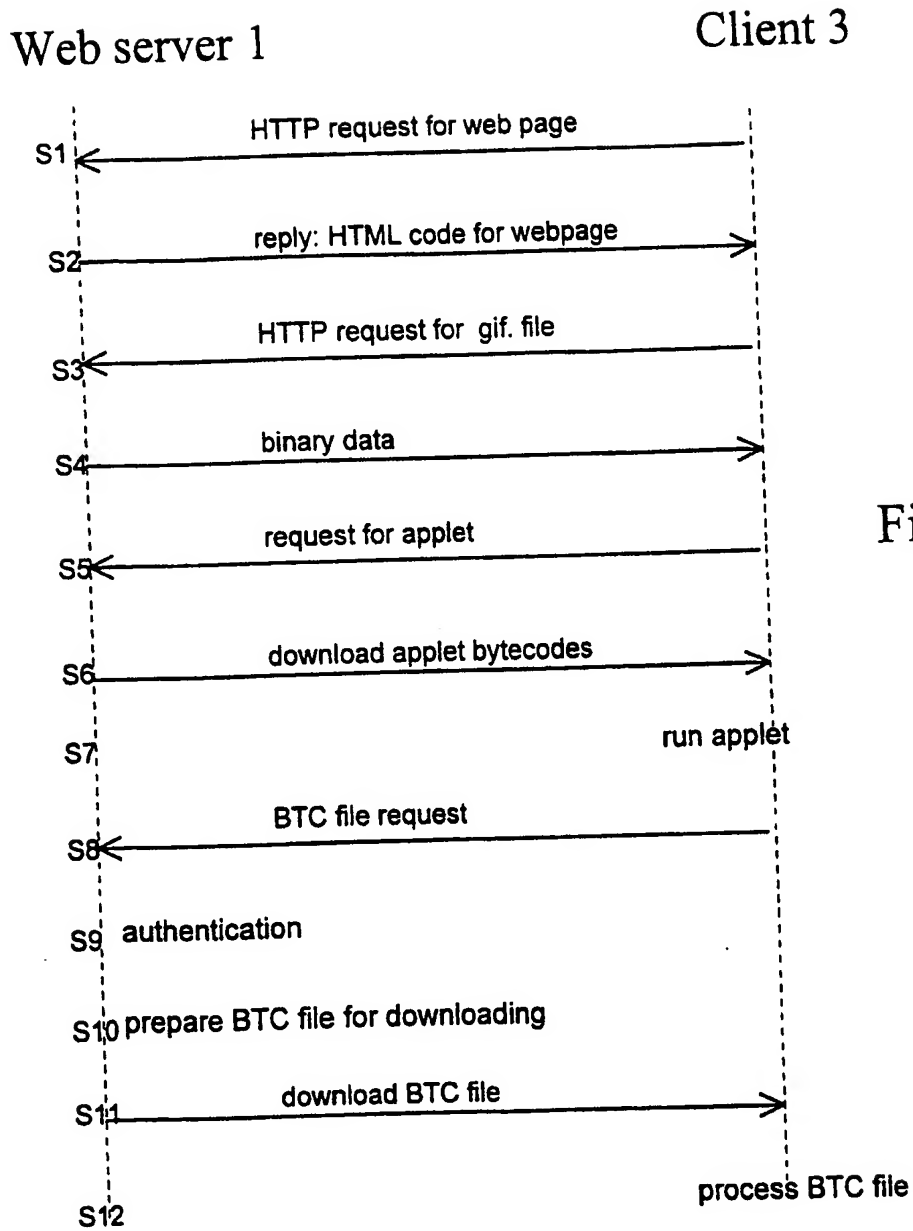 Web server 1
Client 3
S1
HTTP request for web page
S2
reply: HTML code for webpage
S3
HTTP request for gif. file
S4
binary data
Fi
S5
request for applet
S6
download applet bytecodes
S7
run applet
S8
BTC file request
S9
authentication
S10
prepare BTC file for downloading
S11
download BTC file
S12
process BTC file